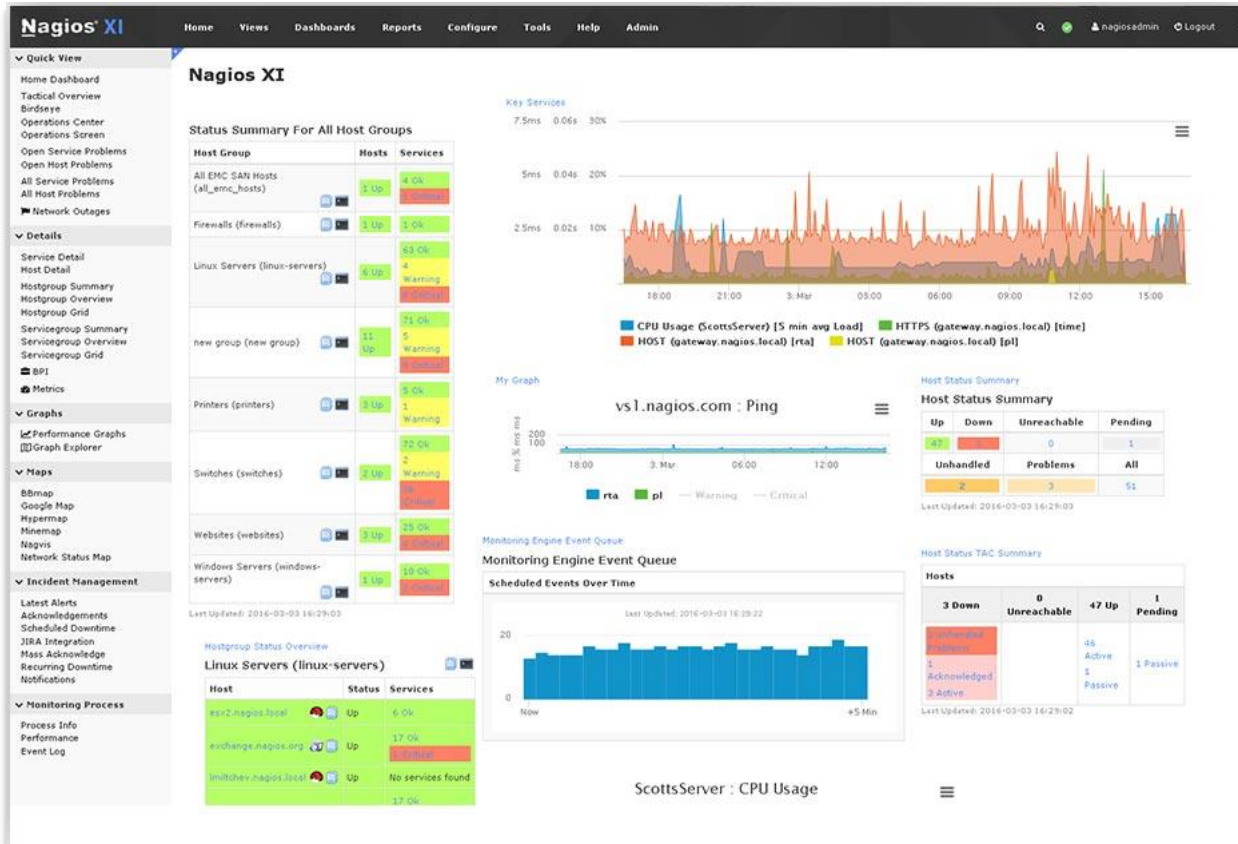 Nagios XI
Home Views Dashboards Reports Configure Tools Help Admin
nagiosadmin Logout
Quick View
Home Dashboard
Tactical Overview
Birdseye
Operations Center
Operations Screen
Open Service Problems
Open Host Problems
All Service Problems
All Host Problems
Network Outages
Details
Service Detail
Host Detail
Hostgroup Summary
Hostgroup Overview
Hostgroup Grid
Servicegroup Summary
Servicegroup Overview
Servicegroup Grid
BPI
Metrics
Graphs
Performance Graphs
Graph Explorer
Maps
BBmap
Google Map
Hypermap
Minemap
Nagvis
Network Status Map
Incident Management
Latest Alerts
Acknowledgements
Scheduled Downtime
JIRA Integration
Mass Acknowledge
Recurring Downtime
Notifications
Monitoring Process
Process Info
Performance
Event Log
Nagios XI
Status Summary For All Host Groups
Host Group Hosts Services
All EMC SAN Hosts
(all_emc_hosts)
1 Up
4 Ok
1 Critical
Firewalls (firewalls) 1 Up 1 Ok
Linux Servers (linux-servers)
6 Up
63 Ok
4
Warning
Critical
new group (new group)
11
Up
71 Ok
5
Warning
Critical
Printers (printers)
3 Up
5 Ok
1
Warning
Switches (switches)
2 Up
72 Ok
2
Warning
Critical
Websites (websites)
3 Up
25 Ok
Critical
Windows Servers (windows-
servers)
1 Up
10 Ok
Critical
Last Updated: 2016-03-03 16:29:03
Hostgroup Status Overview
Linux Servers (linux-servers)
Host Status Services
esx2.nagios.local Up 6 Ok
exchange.nagios.org Up 17 Ok
1 Critical
lmiltchev.nagios.local Up No services found
17 Ok
Key Services
7.5ms 0.06s 30%
5ms 0.04s 20%
2.5ms 0.02s 10%
18:00 21:00 3. Mar 03:00 06:00 09:00 12:00 15:00
CPU Usage (ScottsServer) [5 min avg Load] HTTPS (gateway.nagios.local) [time]
HOST (gateway.nagios.local) [rta] HOST (gateway.nagios.local) [pl]
My Graph
vs1.nagios.com : Ping
ms % ms ms
200
100
18:00 3. Mar 06:00 12:00
rta pl Warning Critical
Monitoring Engine Event Queue
Monitoring Engine Event Queue
Scheduled Events Over Time
Last Updated: 2016-03-03 16:29:22
20
0
Now +5 Min
ScottsServer : CPU Usage
Host Status Summary
Host Status Summary
Up Down Unreachable Pending
47 0 1
Unhandled Problems All
2 3 51
Last Updated: 2016-03-03 16:29:03
Host Status TAC Summary
Hosts
3 Down 0 Unreachable 47 Up 1 Pending
2 Unhandled
Problems
1
Acknowledged
3 Active
46
Active
1
Passive
1 Passive
Last Updated: 2016-03-03 16:29:02